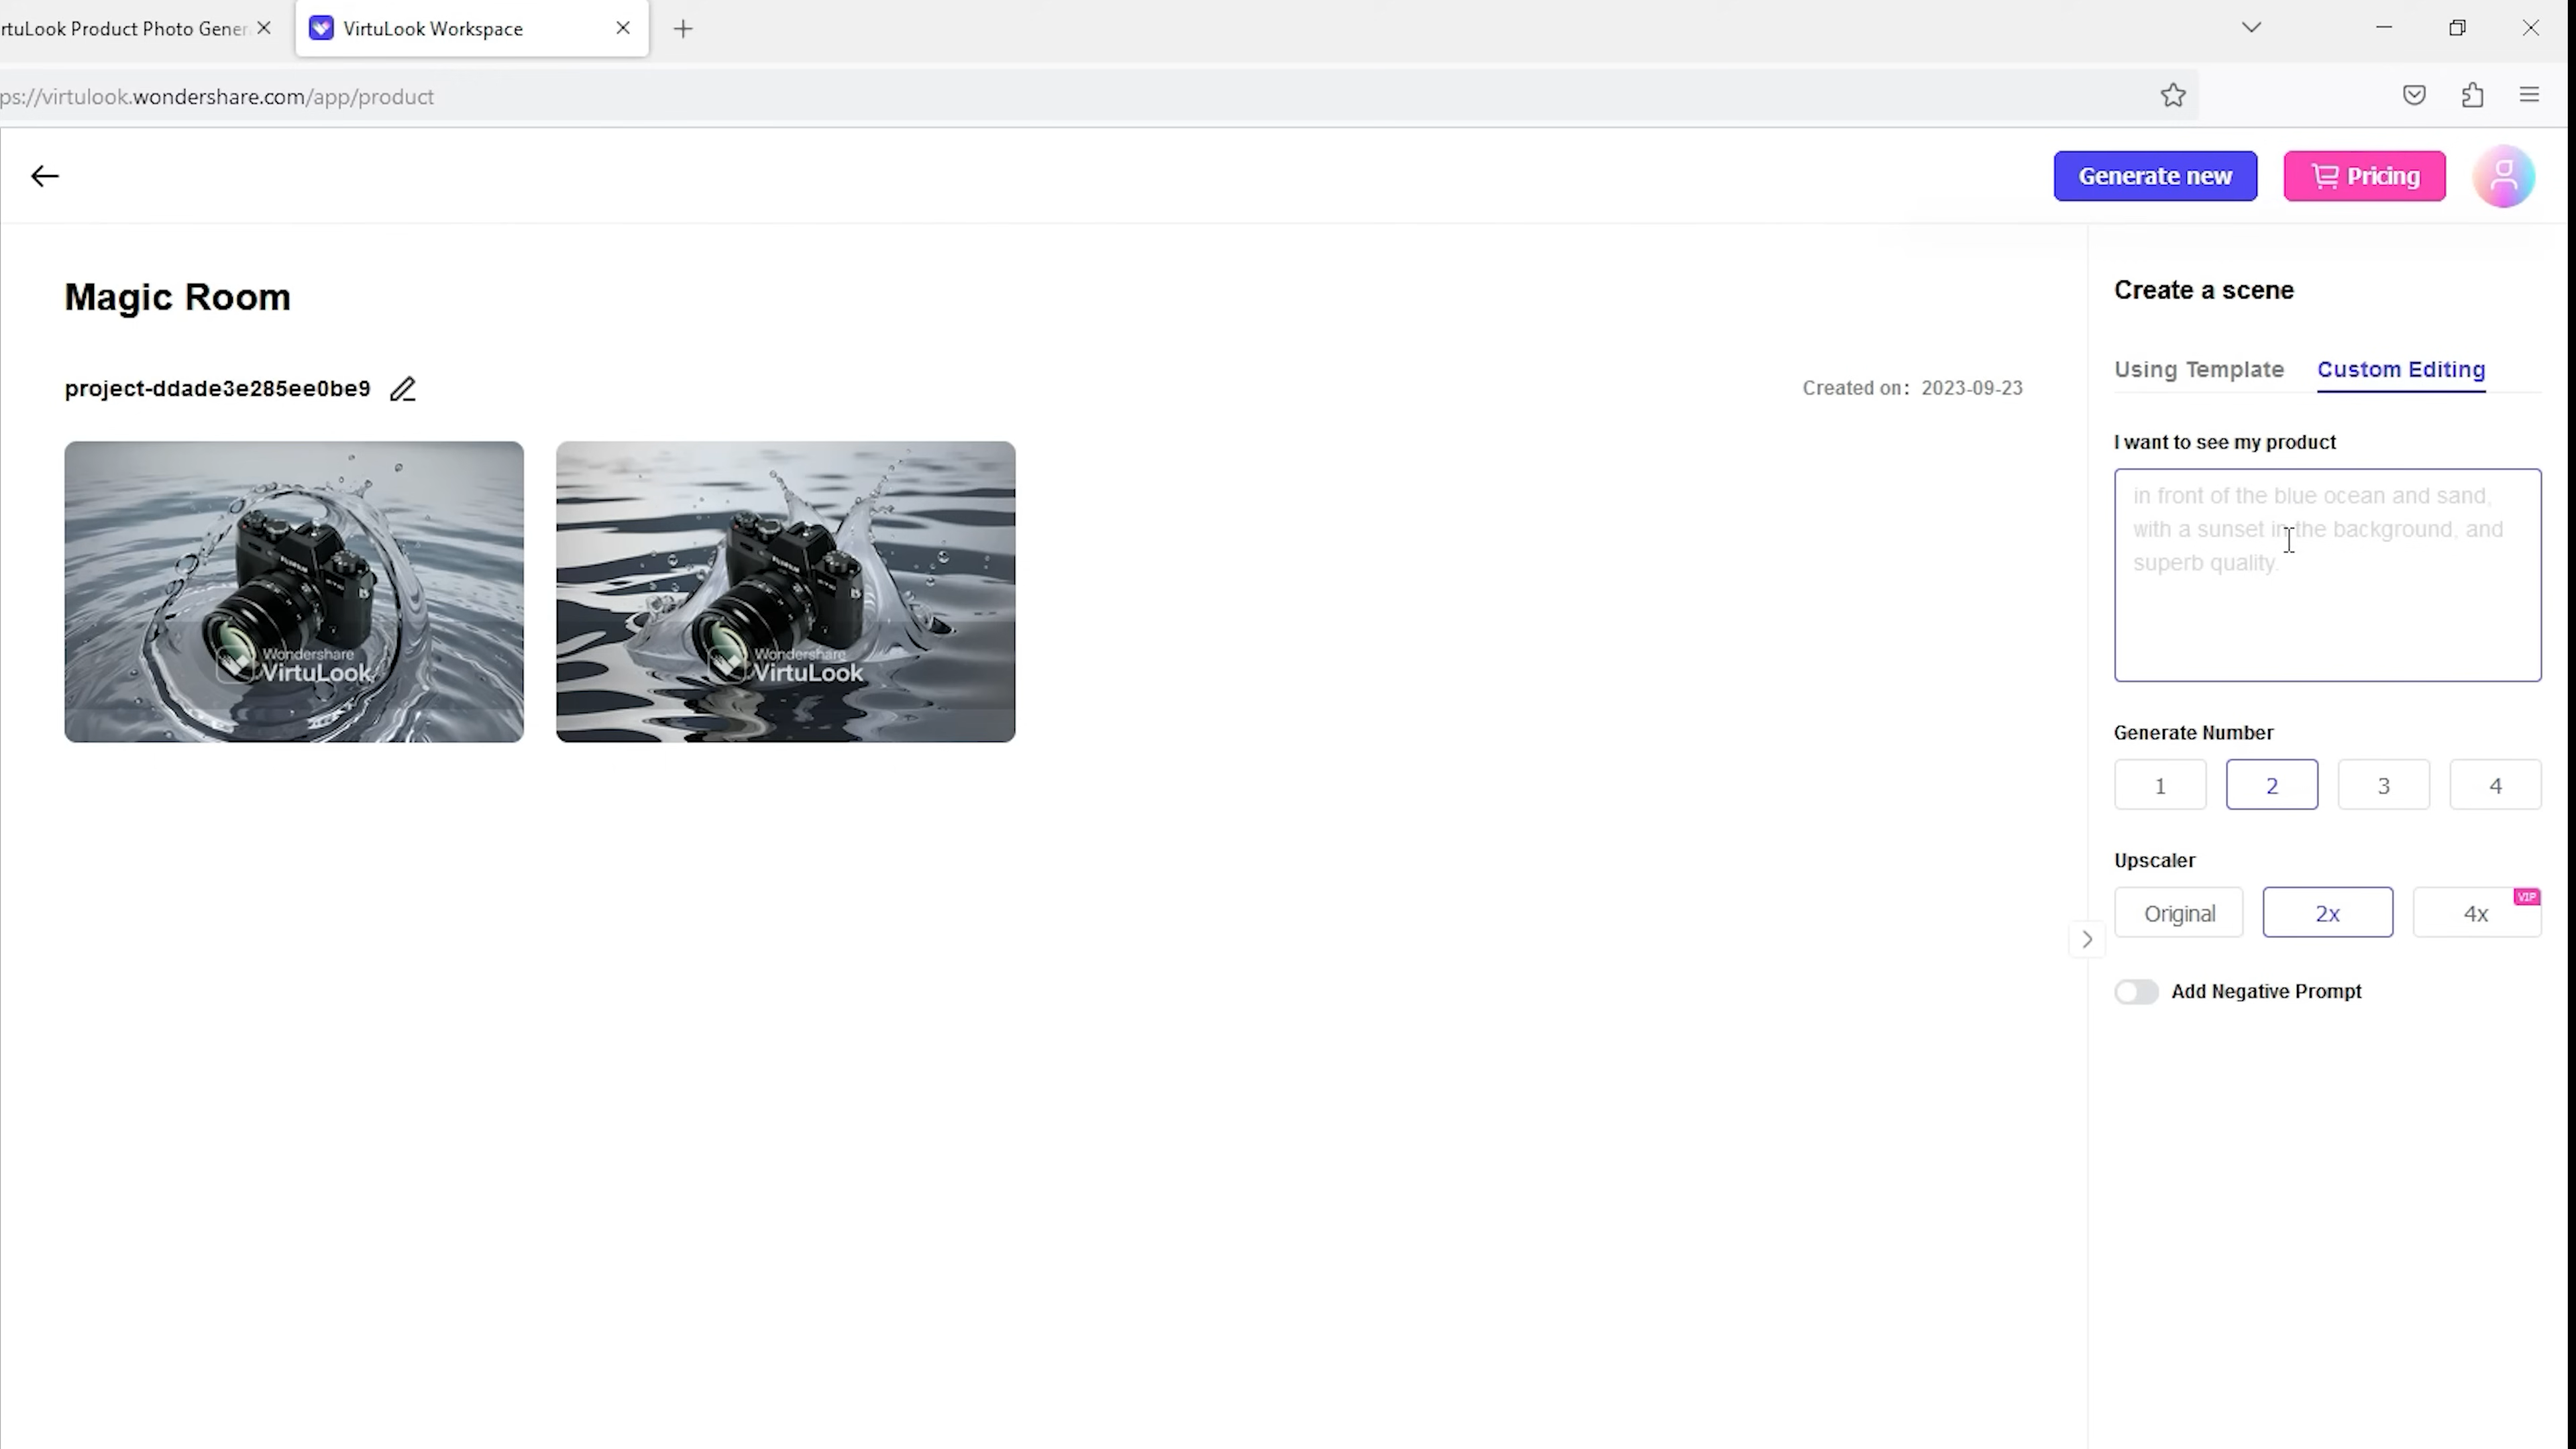 rtuLook Product Photo Gener
VirtuLook Workspace
ps://virtulook.wondershare.com/app/product
Generate new
Pricing
Magic Room
project-ddade3e285ee0be9
Created on: 2023-09-23
Wondershare
VirtuLook
Wondershare
VirtuLook
Create a scene
Using Template
Custom Editing
I want to see my product
in front of the blue ocean and sand,
with a sunset in the background, and
superb quality.
Generate Number
1
2
3
4
Upscaler
Original
2x
4x
VIP
Add Negative Prompt